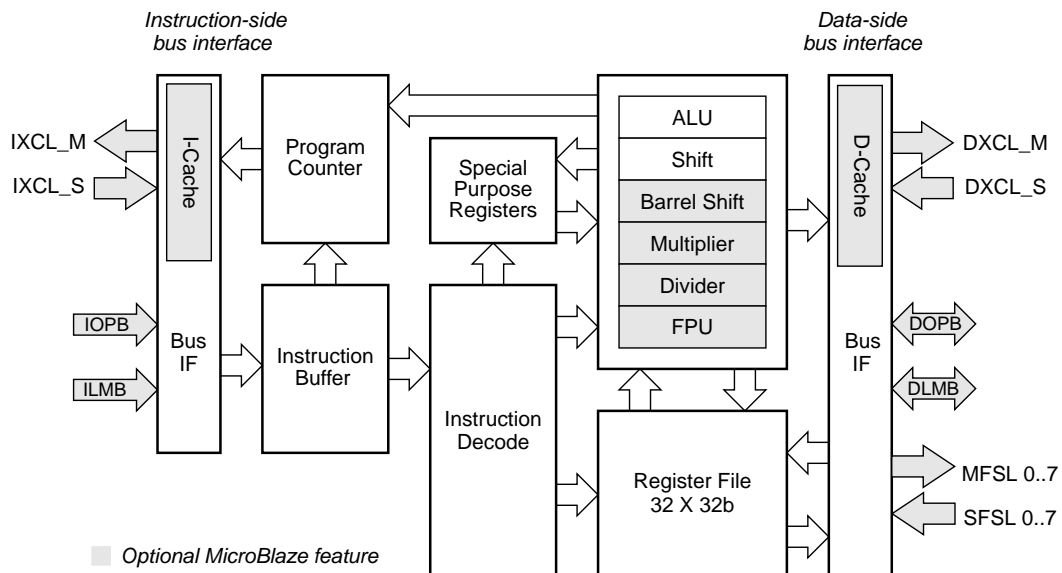 Instruction-side
bus interface
Data-side
bus interface
IXCL_M
IXCL_S
I-Cache
Program
Counter
Special
Purpose
Registers
ALU
Shift
Barrel Shift
Multiplier
Divider
FPU
D-Cache
DXCL_M
DXCL_S
IOPB
ILMB
Bus
IF
Instruction
Buffer
Instruction
Decode
Register File
32 X 32b
Bus
IF
DOPB
DLMB
MFSL 0..7
SFSL 0..7
Optional MicroBlaze feature